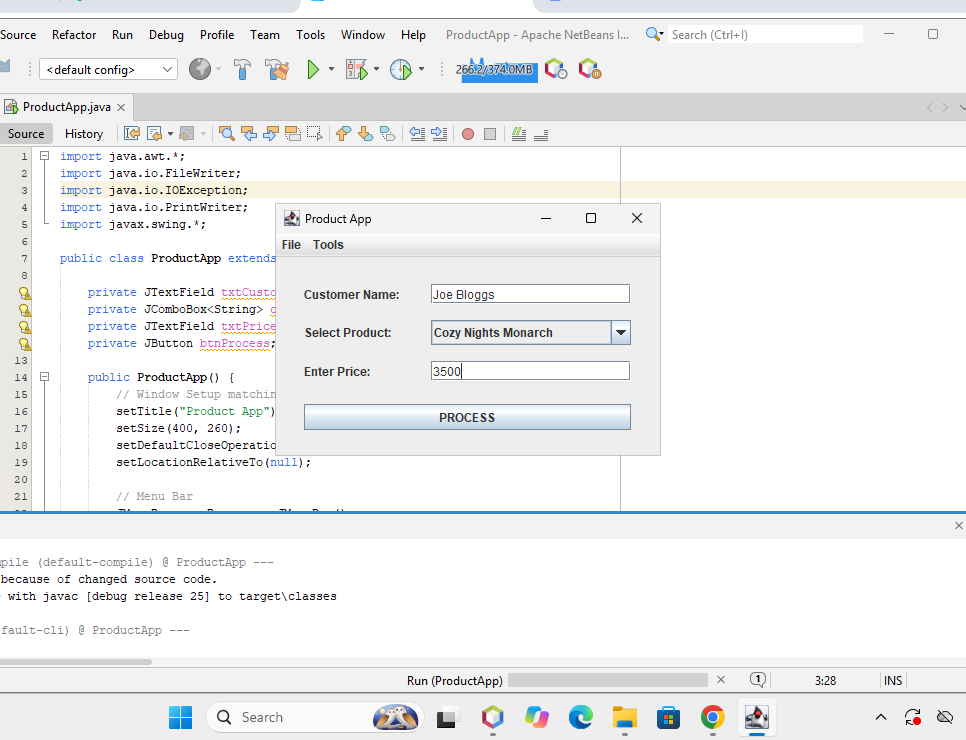 Source Refactor Run Debug Profile Team Tools Window Help ProductApp - Apache NetBeans I... Search (Ctrl+I)
<default config> 266.2/374.0MB
ProductApp.java
Source History
1 import java.awt.*;
2 import java.io.FileWriter;
3 import java.io.IOException;
4 import java.io.PrintWriter;
5 import javax.swing.*;
6
7 public class ProductApp extends
8
private JTextField txtCusto
private JComboBox<String>
private JTextField txtPrice
private JButton btnProcess;
13
14 public ProductApp() {
15 // Window Setup matchin
16 setTitle("Product App")
17 setSize(400, 260);
18 setDefaultCloseOperatio
19 setLocationRelativeTo(null);
20
21 // Menu Bar
Product App
File Tools
Customer Name: Joe Bloggs
Select Product: Cozy Nights Monarch
Enter Price: 3500
PROCESS
pile (default-compile) @ ProductApp ---
because of changed source code.
with javac [debug release 25] to target\classes
fault-cli) @ ProductApp ---
Run (ProductApp) 1 3:28 INS
Search